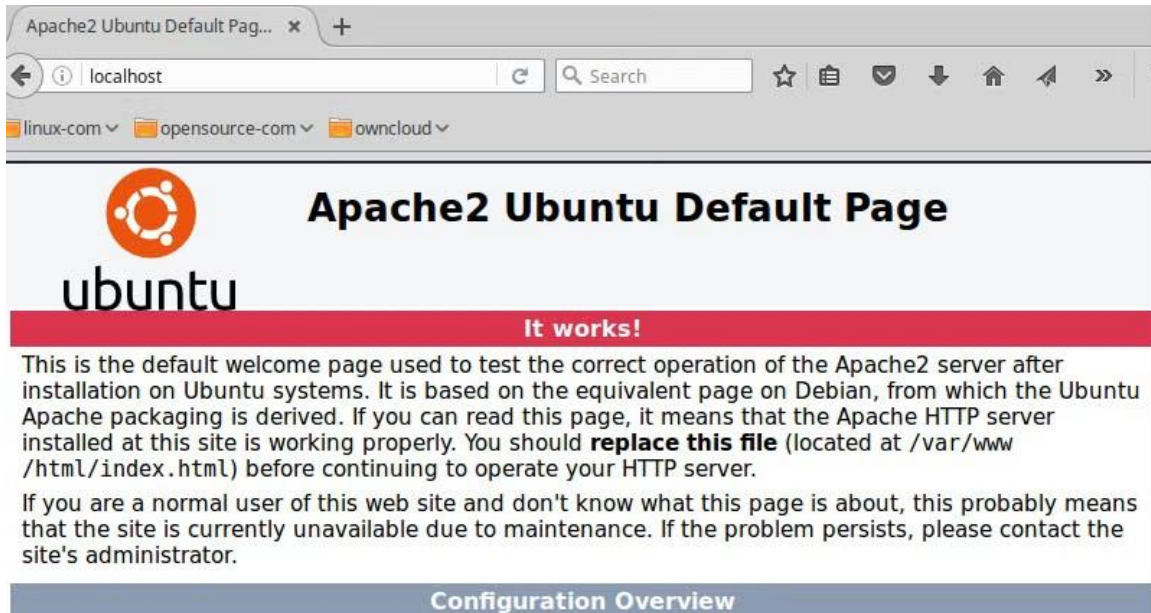 Apache2 Ubuntu Default Pag...
localhost
Search
linux-com
opensource-com
owncloud
Apache2 Ubuntu Default Page
ubuntu
It works!
This is the default welcome page used to test the correct operation of the Apache2 server after
installation on Ubuntu systems. It is based on the equivalent page on Debian, from which the Ubuntu
Apache packaging is derived. If you can read this page, it means that the Apache HTTP server
installed at this site is working properly. You should replace this file (located at /var/www
/html/index.html) before continuing to operate your HTTP server.
If you are a normal user of this web site and don't know what this page is about, this probably means
that the site is currently unavailable due to maintenance. If the problem persists, please contact the
site's administrator.
Configuration Overview